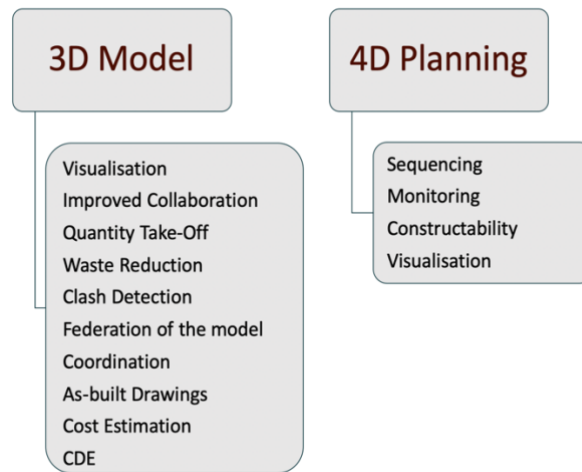 3D Model
Visualisation
Improved Collaboration
Quantity Take-Off
Waste Reduction
Clash Detection
Federation of the model
Coordination
As-built Drawings
Cost Estimation
CDE
4D Planning
Sequencing
Monitoring
Constructability
Visualisation